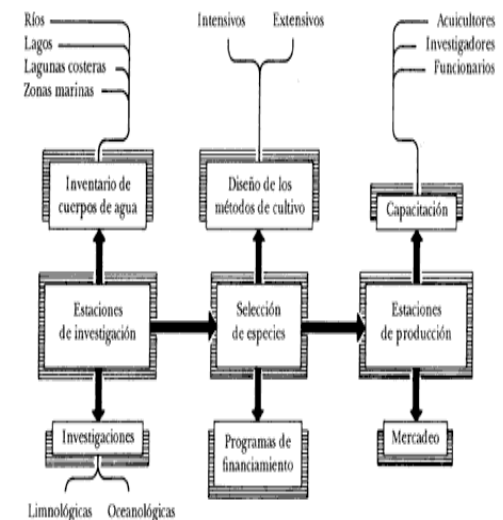 Ríos
Lagos
Lagunas costeras
Zonas marinas
Intensivos
Extensivos
Acuicultores
Investigadores
Funcionarios
Inventario de
cuerpos de agua
Diseño de los
métodos de cultivo
Capacitación
Estaciones
de investigación
Selección
de especies
Estaciones
de producción
Investigaciones
Programas de
financiamiento
Mercadeo
Limnológicas
Oceanológicas